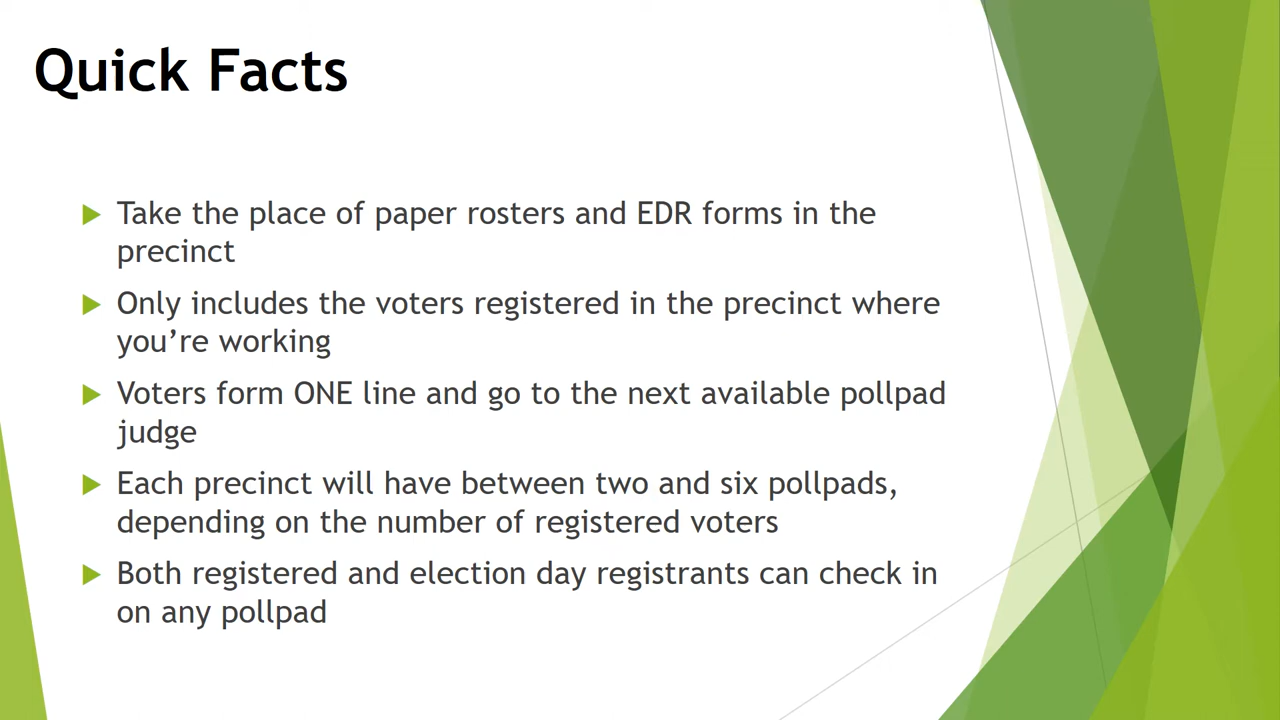 Quick Facts
Take the place of paper rosters and EDR forms in the
precinct
Only includes the voters registered in the precinct where
you’re working
Voters form ONE line and go to the next available pollpad
judge
Each precinct will have between two and six pollpads,
depending on the number of registered voters
Both registered and election day registrants can check in
on any pollpad